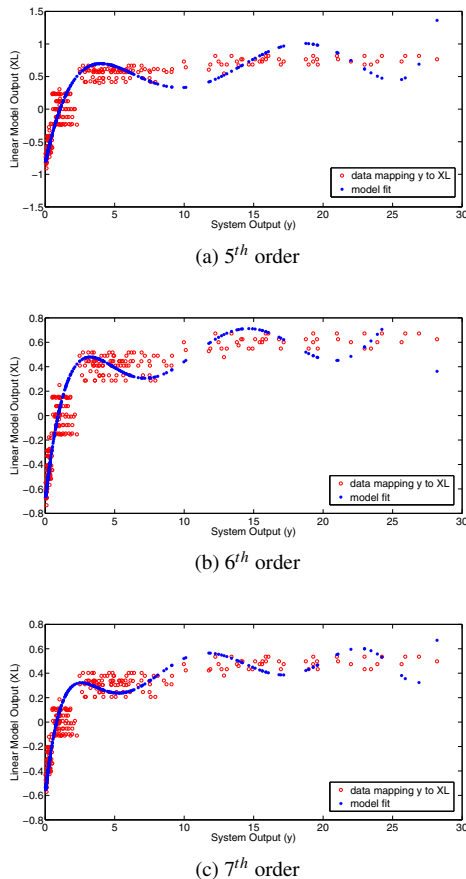 1.5
1
0.5
0
−0.5
−1
−1.5
Linear Model Output (XL)
data mapping y to XL
model fit
0 5 10 15 20 25 30
System Output (y)
(a) 5th order
0.8
0.6
0.4
0.2
0
−0.2
−0.4
−0.6
−0.8
Linear Model Output (XL)
data mapping y to XL
model fit
0 5 10 15 20 25 30
System Output (y)
(b) 6th order
0.8
0.6
0.4
0.2
0
−0.2
−0.4
−0.6
−0.8
Linear Model Output (XL)
data mapping y to XL
model fit
0 5 10 15 20 25 30
System Output (y)
(c) 7th order